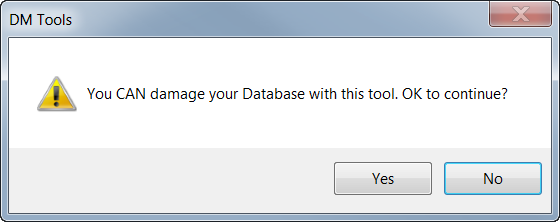 DM Tools
You CAN damage your Database with this tool. OK to continue?
Yes
No